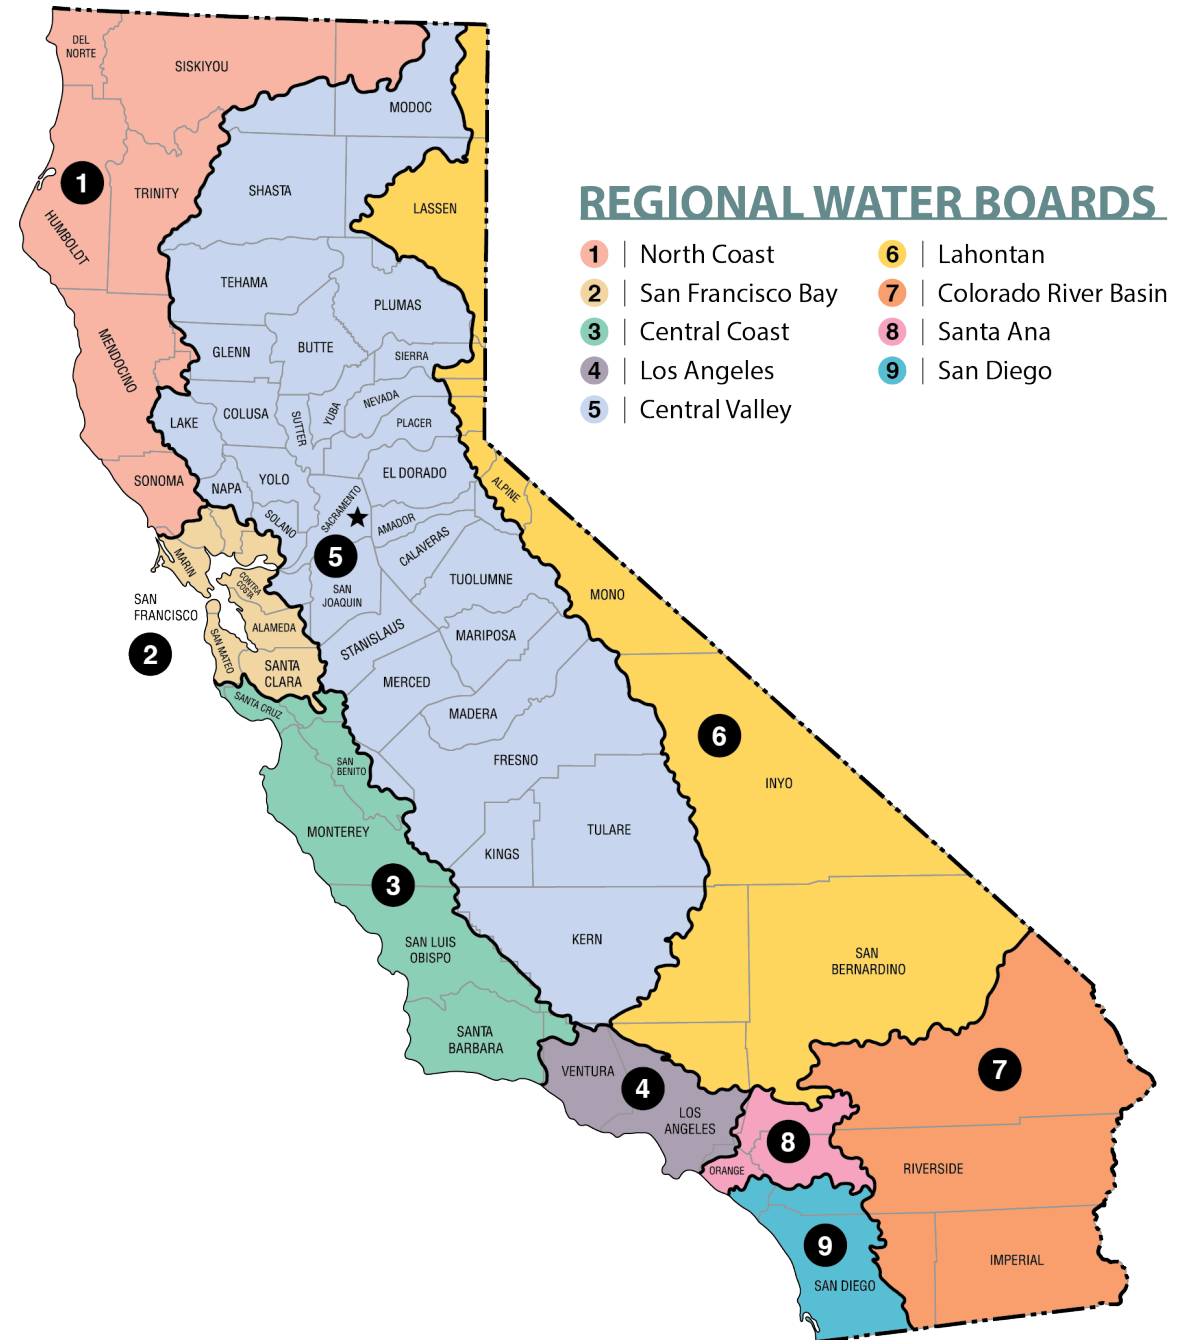 REGIONAL WATER BOARDS
1 | North Coast
2 | San Francisco Bay
3 | Central Coast
4 | Los Angeles
5 | Central Valley
6 | Lahontan
7 | Colorado River Basin
8 | Santa Ana
9 | San Diego
DEL
NORTE
SISKIYOU
MODOC
1
TRINITY
SHASTA
LASSEN
HUMBOLDT
TEHAMA
PLUMAS
MENDOCINO
GLENN
BUTTE
SIERRA
LAKE
COLUSA
SUTTER
YUBA
NEVADA
PLACER
SONOMA
NAPA
YOLO
EL DORADO
ALPINE
SOLANO
SACRAMENTO
AMADOR
5
CALAVERAS
MARIN
CONTRA
COSTA
SAN
JOAQUIN
TUOLUMNE
MONO
SAN
FRANCISCO
2
ALAMEDA
STANISLAUS
MARIPOSA
SAN MATEO
SANTA
CLARA
MERCED
SANTA CRUZ
MADERA
6
SAN
BENITO
FRESNO
INYO
MONTEREY
KINGS
TULARE
3
SAN LUIS
OBISPO
KERN
SAN
BERNARDINO
SANTA
BARBARA
VENTURA
4
7
LOS
ANGELES
8
ORANGE
RIVERSIDE
9
SAN DIEGO
IMPERIAL